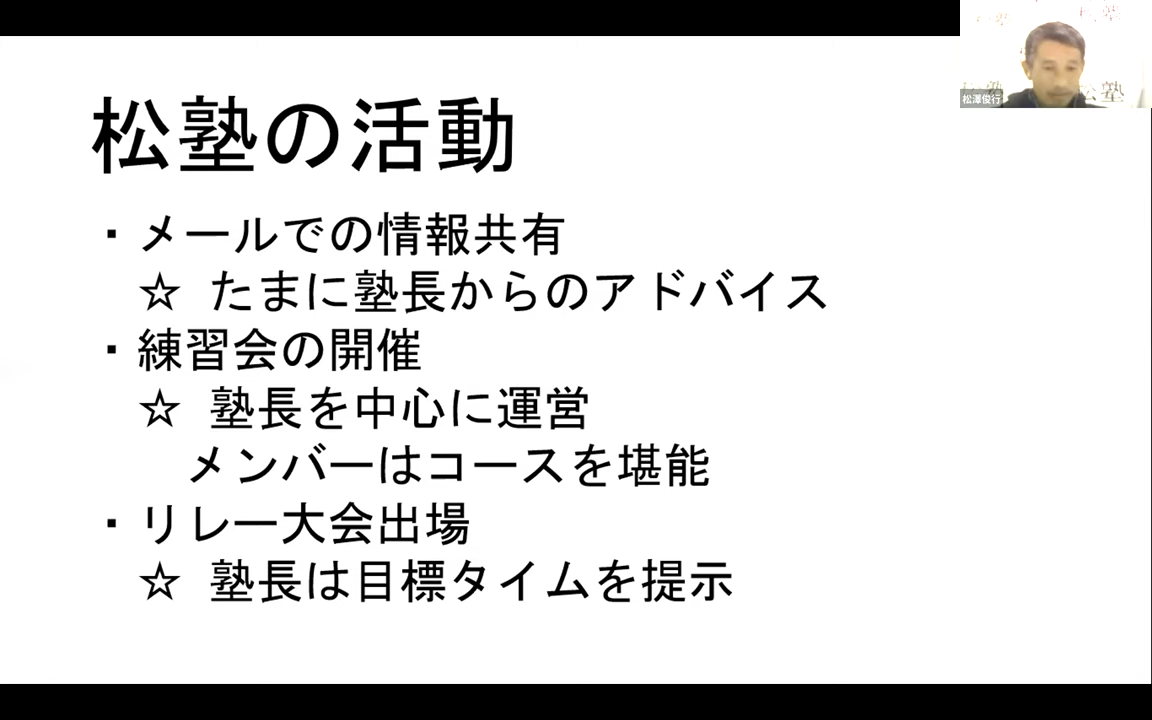 松塾の活動
・メールでの情報共有
☆ たまに塾長からのアドバイス
・練習会の開催
☆ 塾長を中心に運営
メンバーはコースを堪能
・リレー大会出場
☆ 塾長は目標タイムを提示
松澤俊行
松塾